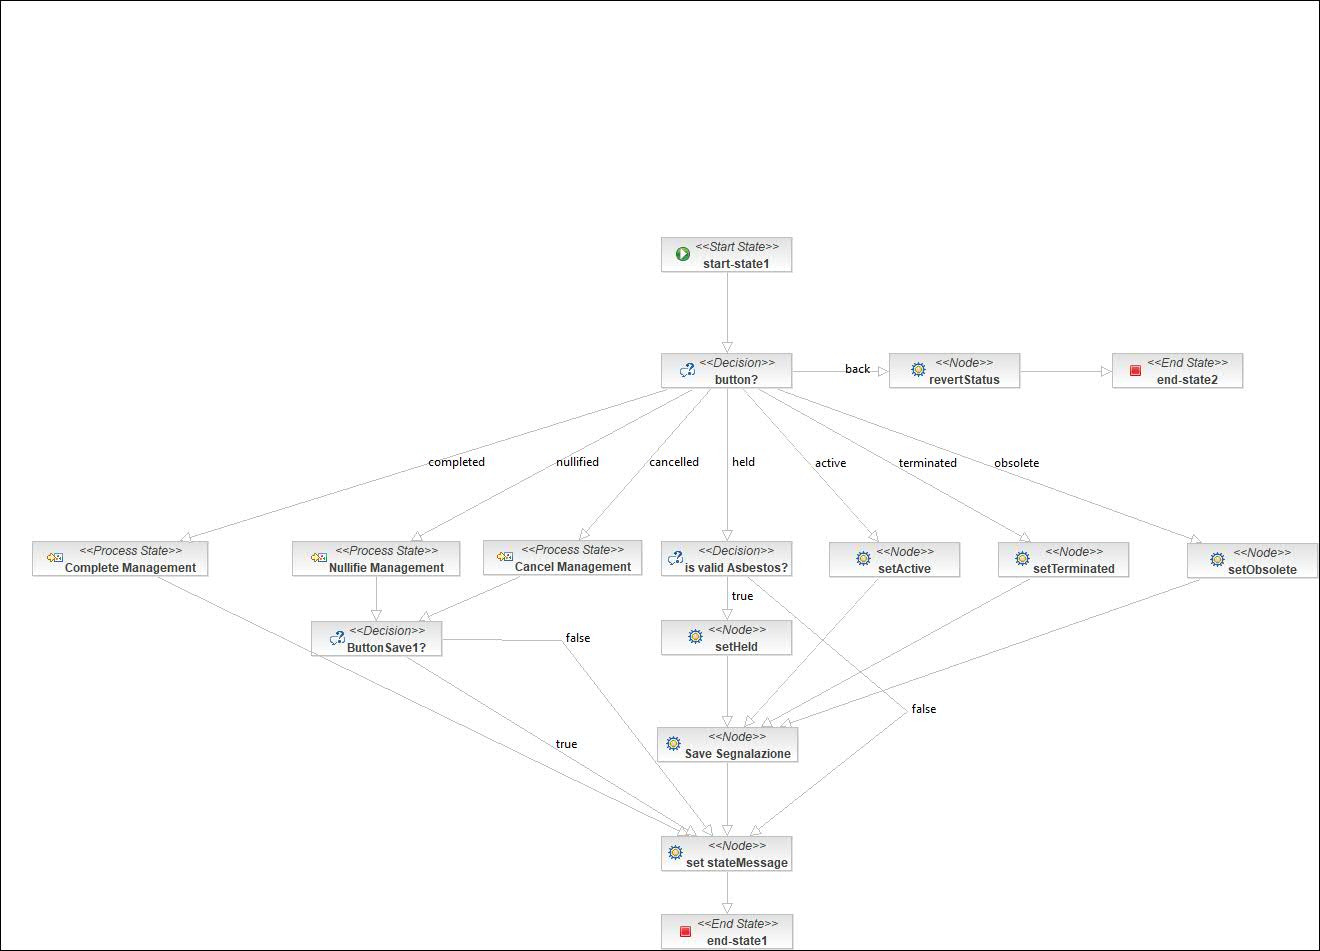 <<Start State>>
start-state1
<<Decision>>
button?
back
<<Node>>
revertStatus
<<End State>>
end-state2
completed
nullified
cancelled
held
active
terminated
obsolete
<<Process State>>
Complete Management
<<Process State>>
Nullifie Management
<<Process State>>
Cancel Management
<<Decision>>
is valid Asbestos?
<<Node>>
setActive
<<Node>>
setTerminated
<<Node>>
setObsolete
true
<<Decision>>
ButtonSave1?
false
<<Node>>
setHeld
false
true
<<Node>>
Save Segnalazione
<<Node>>
set stateMessage
<<End State>>
end-state1